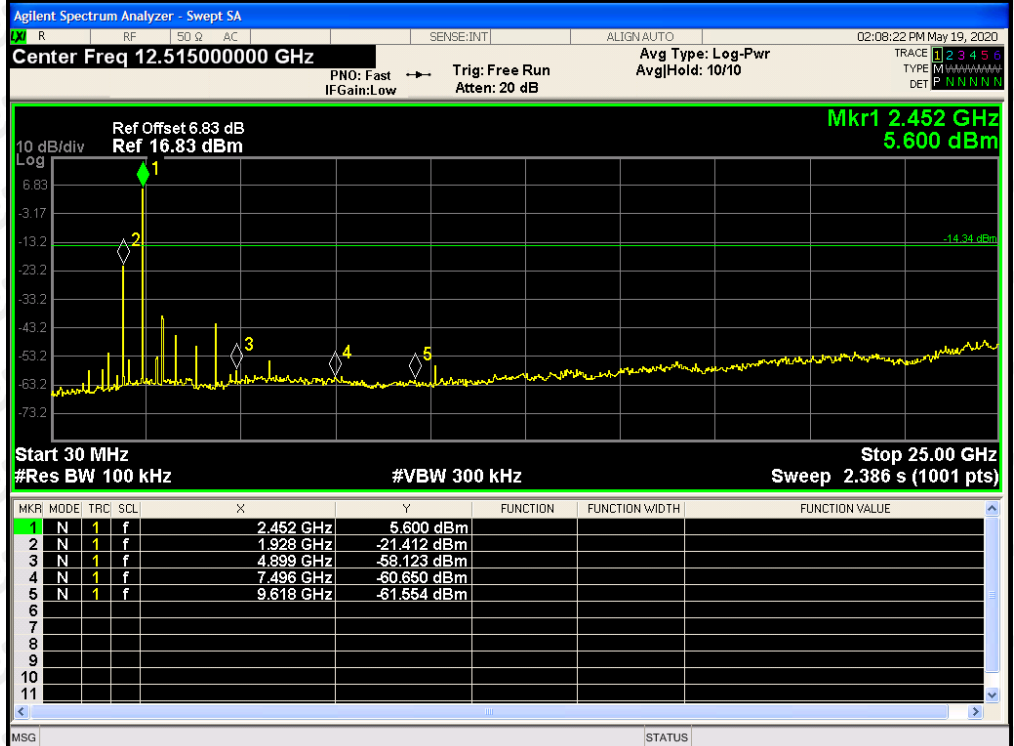 Agilent Spectrum Analyzer - Swept SA
LXI R RF 50 Ω AC SENSE:INT ALIGN AUTO 02:08:22 PM May 19, 2020
Center Freq 12.515000000 GHz
PNO: Fast
IFGain:Low
Trig: Free Run
Atten: 20 dB
Avg Type: Log-Pwr
Avg|Hold: 10/10
TRACE 1 2 3 4 5 6
TYPE M WWWWW
DET P N N N N N
Mkr1 2.452 GHz
5.600 dBm
Ref Offset 6.83 dB
10 dB/div Ref 16.83 dBm
Log
1
6.83
-3.17
-13.2
2
-14.34 dBm
-23.2
-33.2
-43.2
3
4
5
-53.2
-63.2
-73.2
Start 30 MHz Stop 25.00 GHz
#Res BW 100 kHz #VBW 300 kHz Sweep 2.386 s (1001 pts)
MKR MODE TRC SCL X Y FUNCTION FUNCTION WIDTH FUNCTION VALUE
1 N 1 f 2.452 GHz 5.600 dBm
2 N 1 f 1.928 GHz -21.412 dBm
3 N 1 f 4.899 GHz -58.123 dBm
4 N 1 f 7.496 GHz -60.650 dBm
5 N 1 f 9.618 GHz -61.554 dBm
6
7
8
9
10
11
MSG STATUS